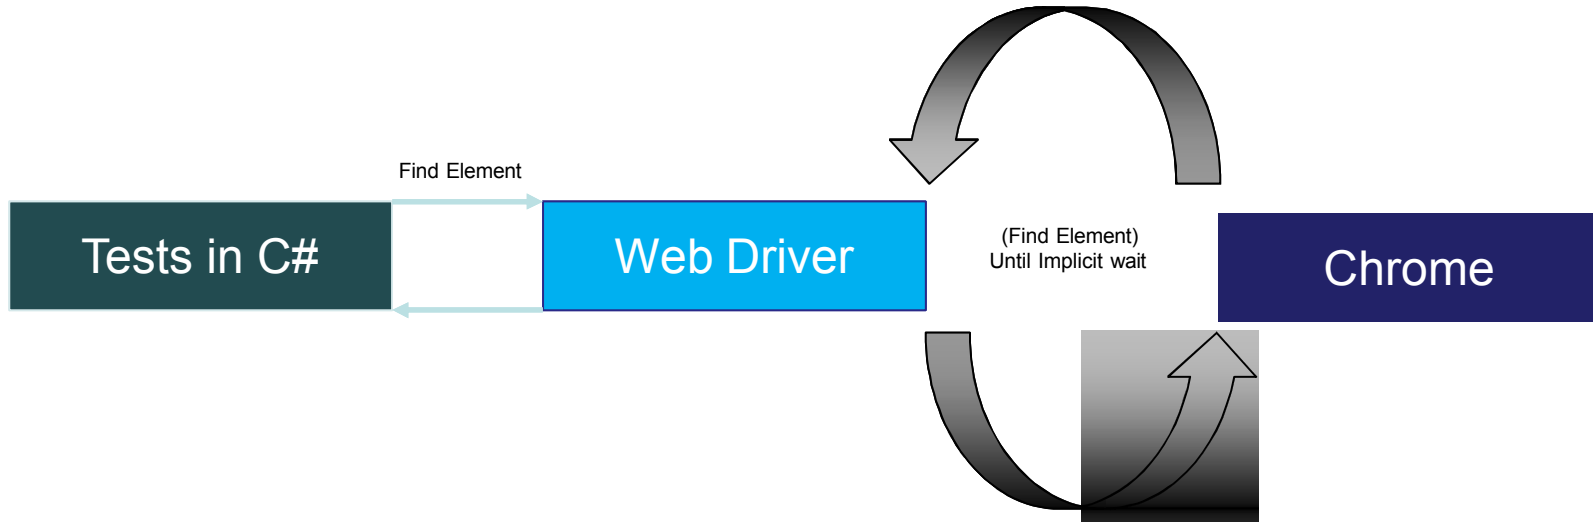 Find Element
Tests in C#
Web Driver
(Find Element)
Until Implicit wait
Chrome